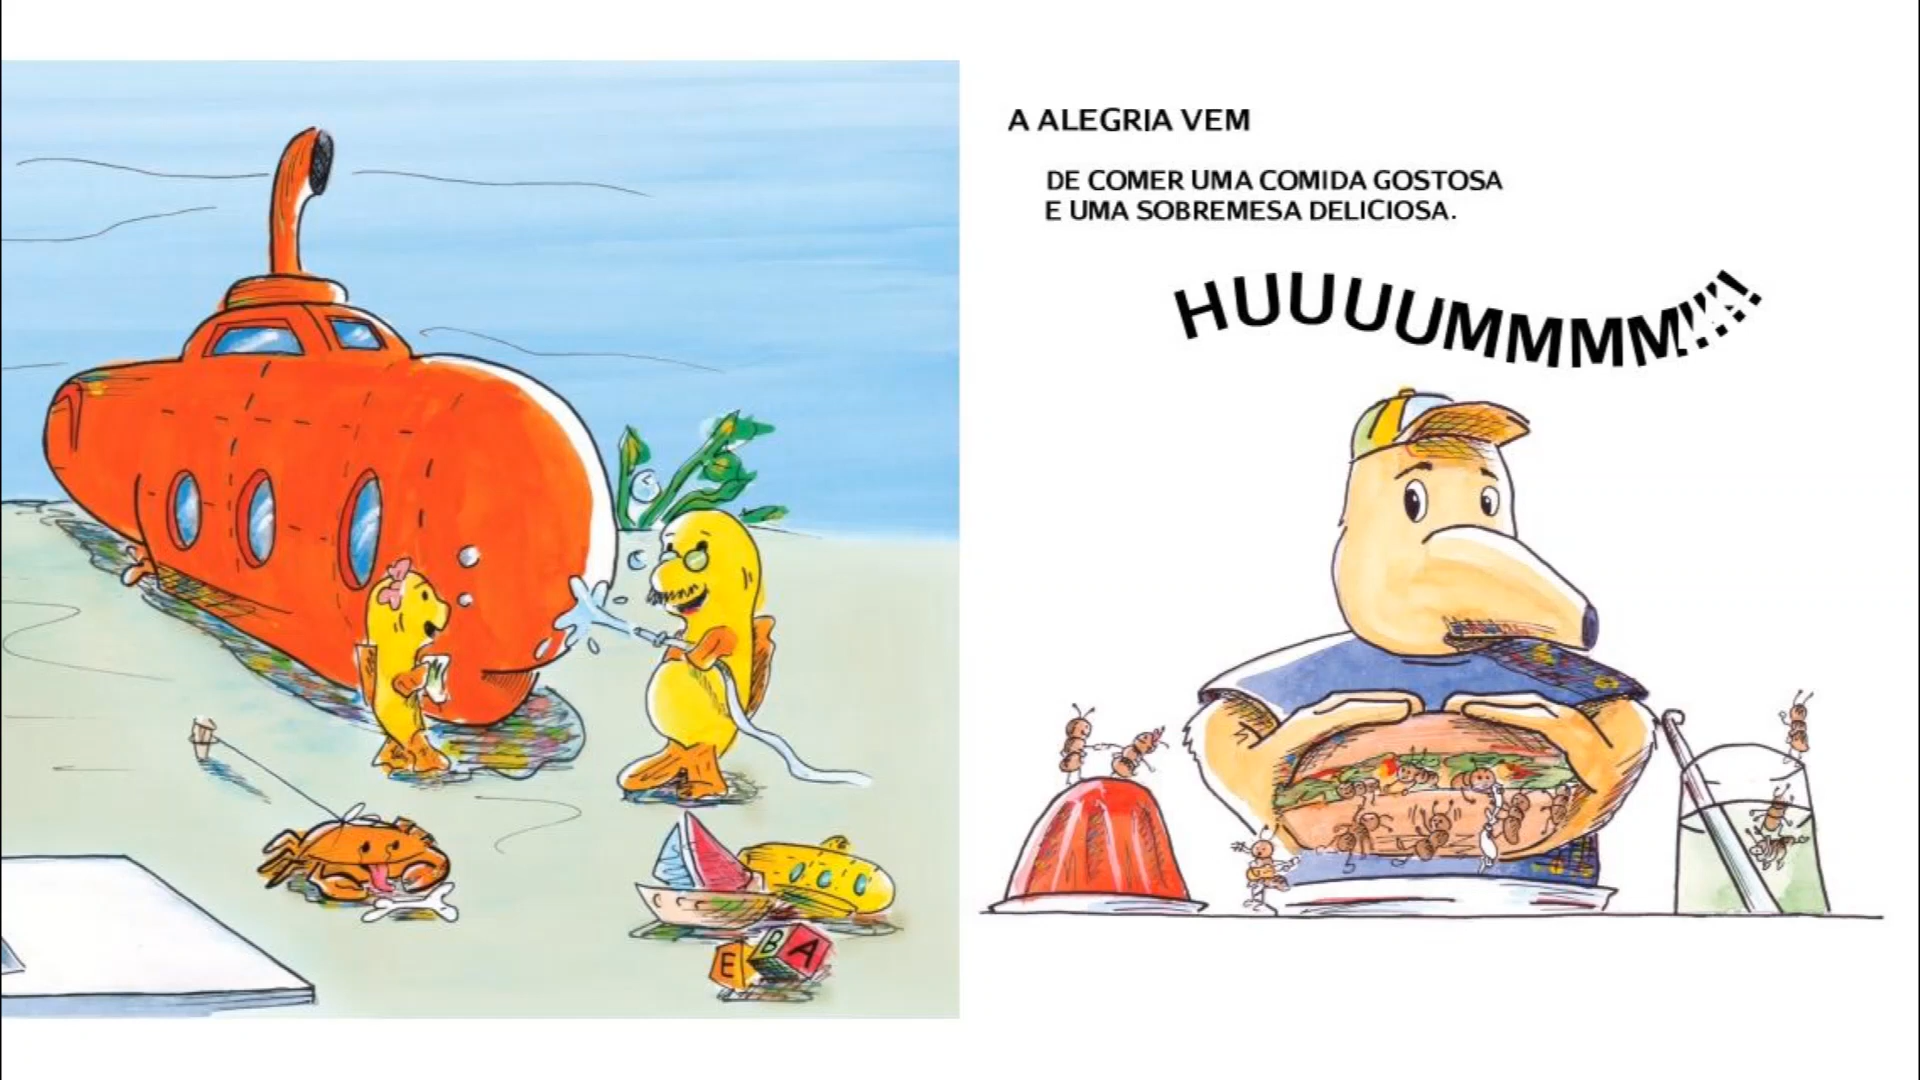 A ALEGRIA VEM
DE COMER UMA COMIDA GOSTOSA
E UMA SOBREMESA DELICIOSA.
HUUUUMMMM!!!!
E B A